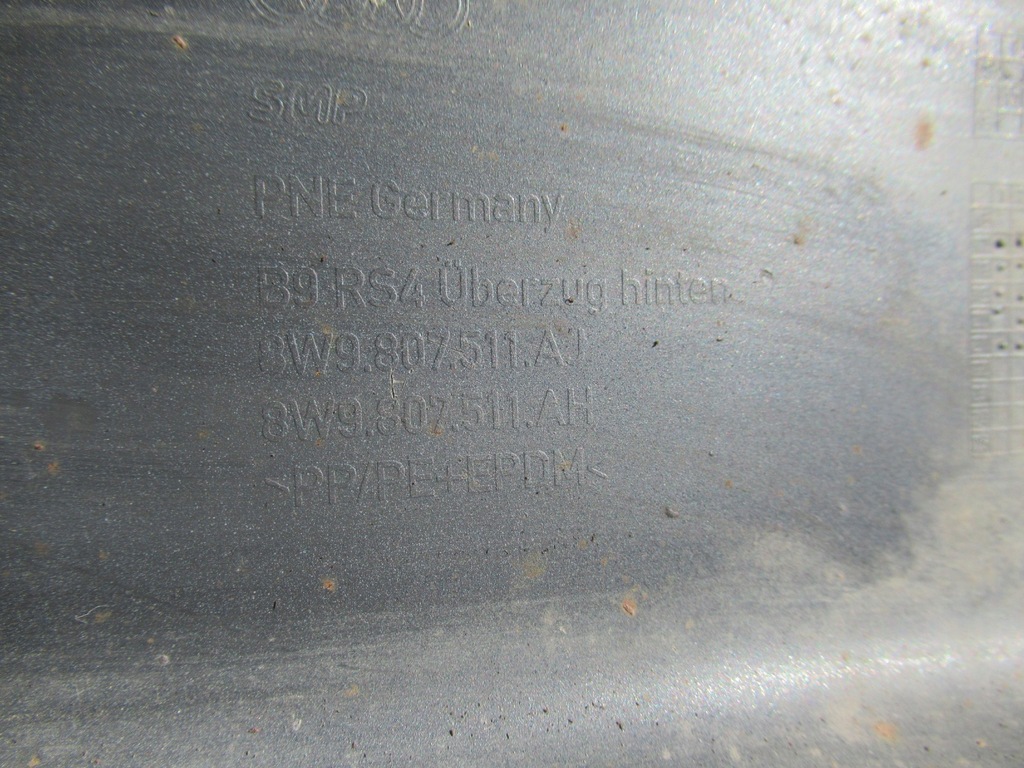 SMP
PNE Germany
B9 RS4 Überzug hinten
8W9.807.511.AJ
8W9.807.511.AH
>PP/PE+EPDM<